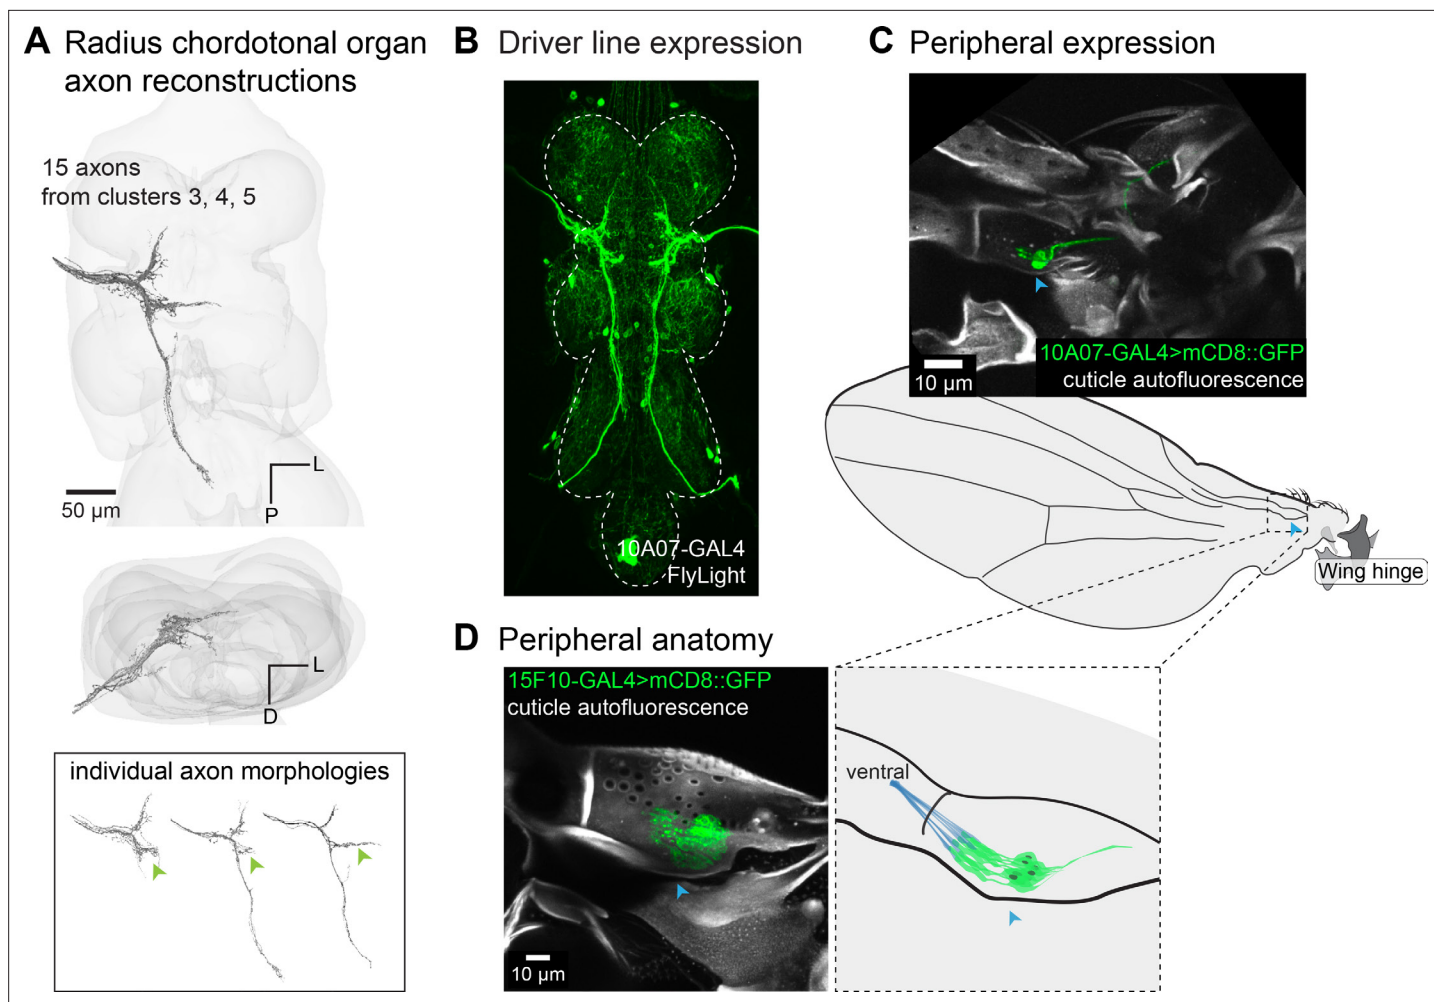 A Radius chordotonal organ
axon reconstructions
15 axons
from clusters 3, 4, 5
L
P
50 µm
L
D
individual axon morphologies
B Driver line expression
10A07-GAL4
FlyLight
C Peripheral expression
10A07-GAL4>mCD8::GFP
cuticle autofluorescence
10 µm
Wing hinge
D Peripheral anatomy
15F10-GAL4>mCD8::GFP
cuticle autofluorescence
10 µm
ventral